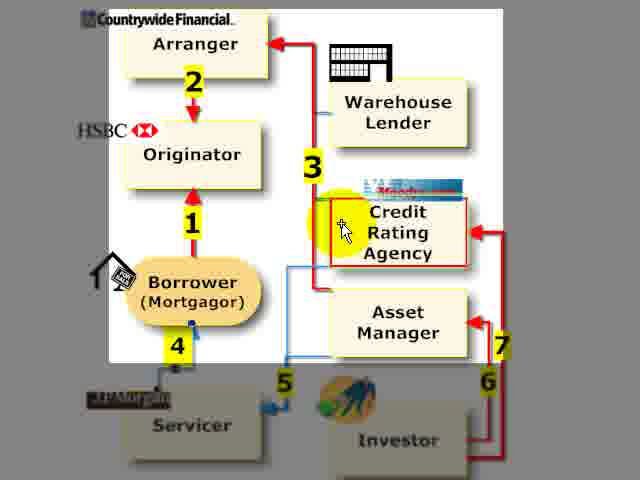 Countrywide Financial
Arranger
2
Warehouse
Lender
HSBC
Originator
3
Moody's
Credit
Rating
Agency
1
Borrower
(Mortgagor)
Asset
Manager
4
7
5
6
Servicer
Investor